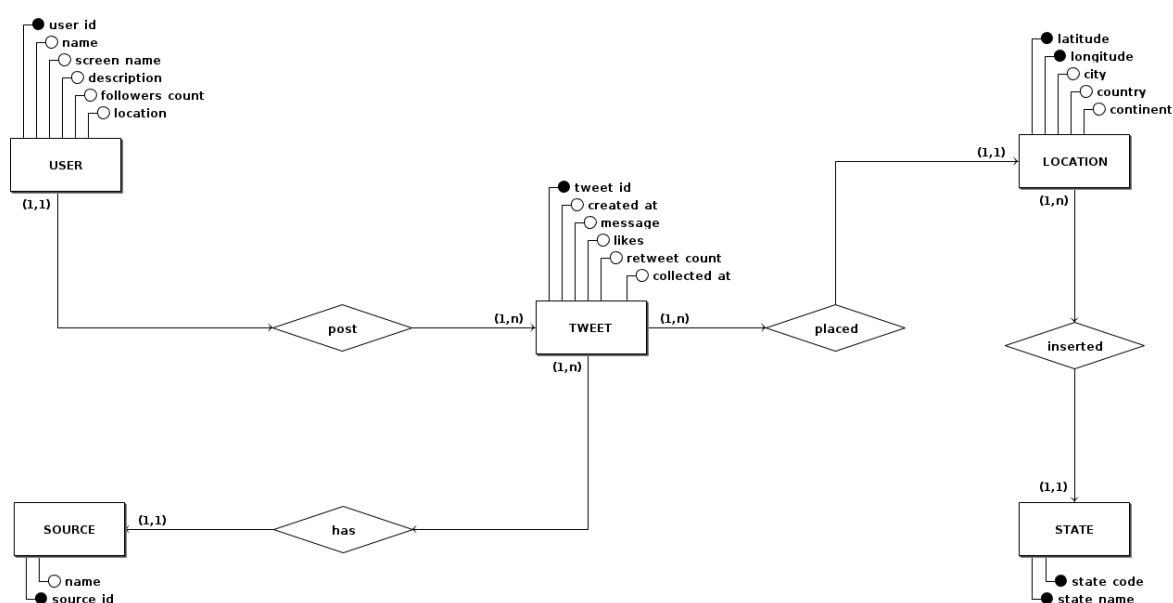 user id
name
screen name
description
followers count
location
USER
(1,1)
latitude
longitude
city
country
continent
(1,1)
LOCATION
(1,n)
tweet id
created at
message
likes
retweet count
collected at
post
(1,n)
TWEET
(1,n)
placed
(1,n)
inserted
(1,1)
SOURCE
(1,1)
has
STATE
name
source id
state code
state name